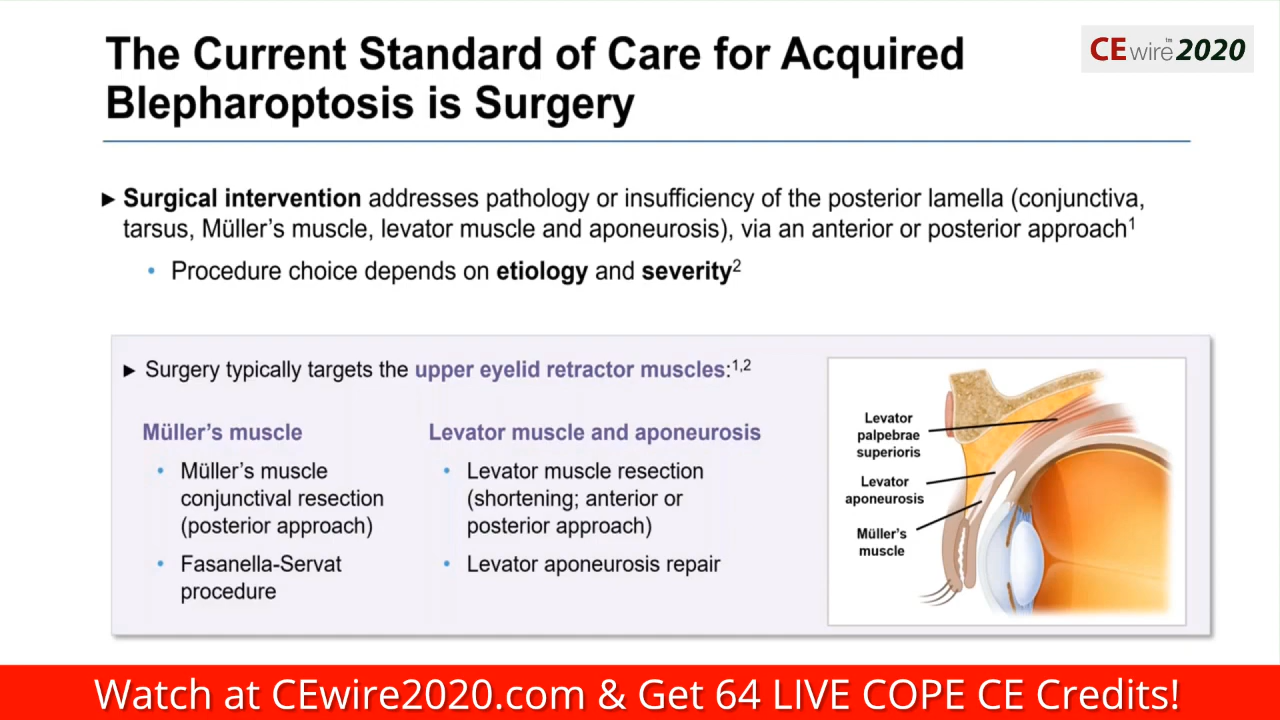 The Current Standard of Care for Acquired
Blepharoptosis is Surgery
CEwire™2020
► Surgical intervention addresses pathology or insufficiency of the posterior lamella (conjunctiva,
tarsus, Müller’s muscle, levator muscle and aponeurosis), via an anterior or posterior approach¹
• Procedure choice depends on etiology and severity²
► Surgery typically targets the upper eyelid retractor muscles:¹,²
Müller’s muscle
• Müller’s muscle
conjunctival resection
(posterior approach)
• Fasanella-Servat
procedure
Levator muscle and aponeurosis
• Levator muscle resection
(shortening; anterior or
posterior approach)
• Levator aponeurosis repair
Levator
palpebrae
superioris
Levator
aponeurosis
Müller’s
muscle
Watch at CEwire2020.com & Get 64 LIVE COPE CE Credits!